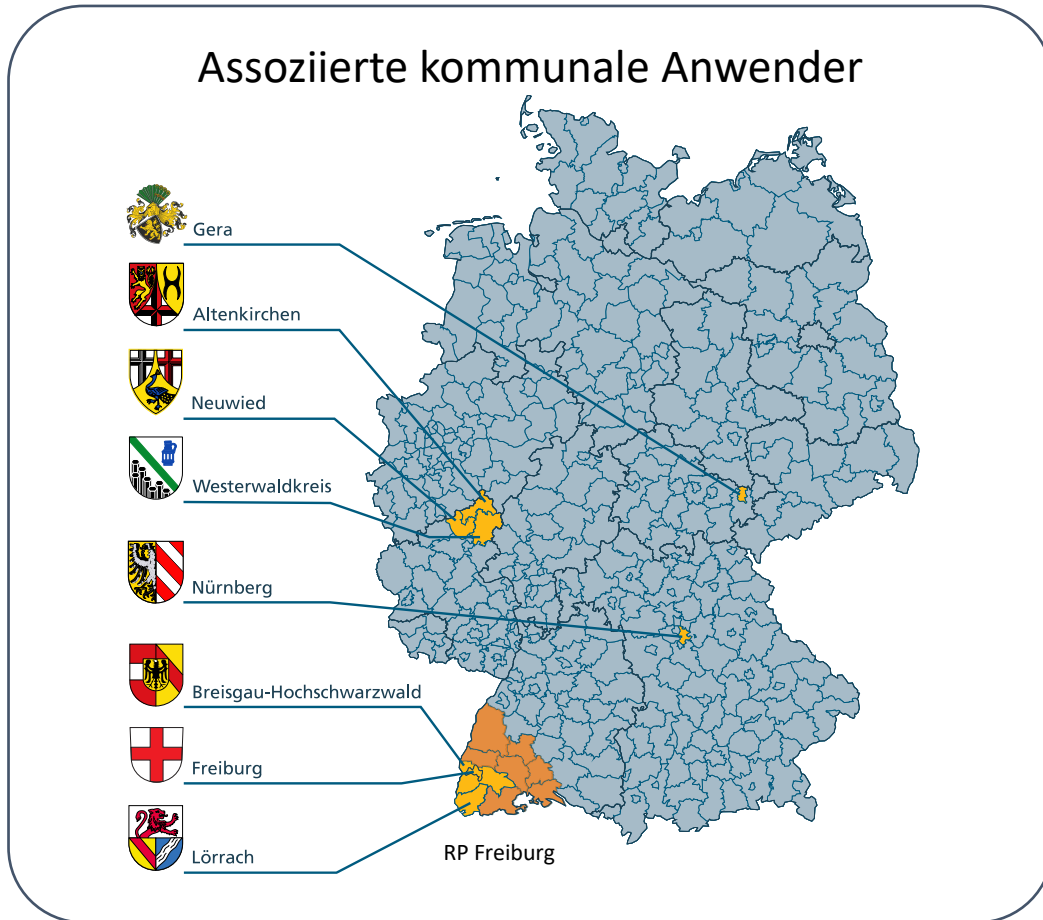 Assoziierte kommunale Anwender
Gera
Altenkirchen
Neuwied
Westerwaldkreis
Nürnberg
Breisgau-Hochschwarzwald
Freiburg
Lörrach
RP Freiburg